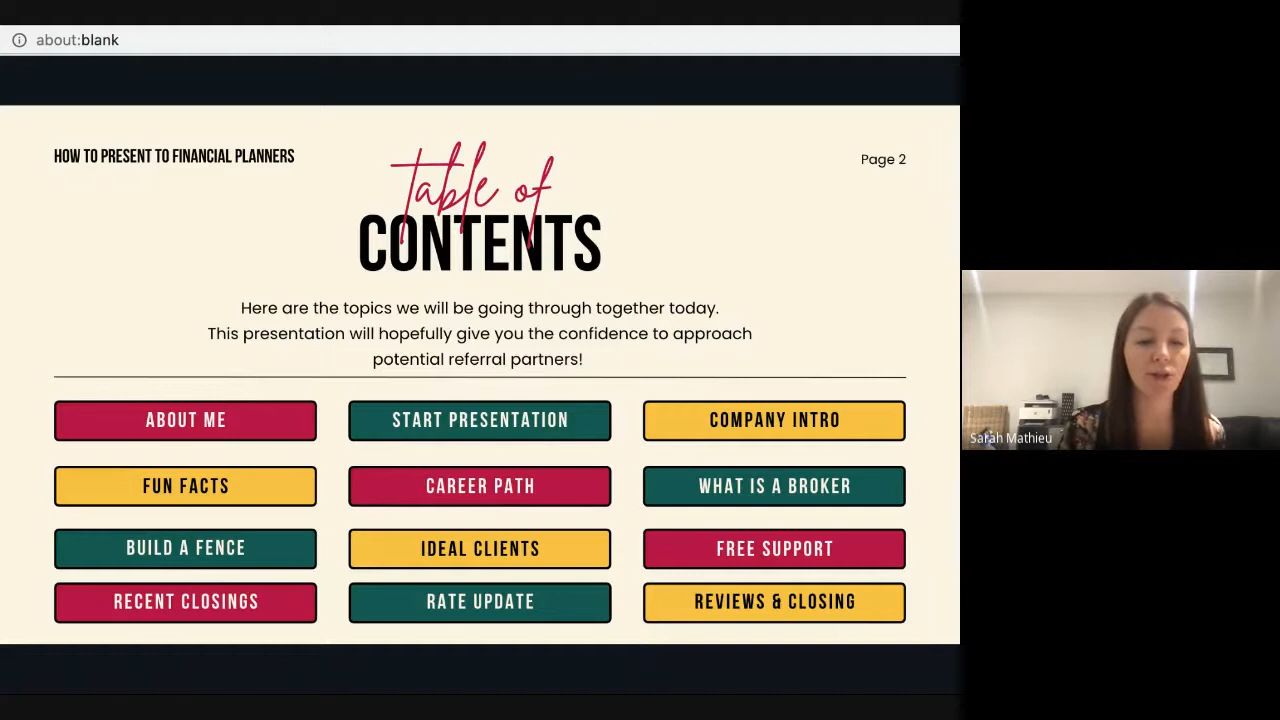 about:blank
HOW TO PRESENT TO FINANCIAL PLANNERS
Page 2
Table of
CONTENTS
Here are the topics we will be going through together today.
This presentation will hopefully give you the confidence to approach
potential referral partners!
ABOUT ME
START PRESENTATION
COMPANY INTRO
FUN FACTS
CAREER PATH
WHAT IS A BROKER
BUILD A FENCE
IDEAL CLIENTS
FREE SUPPORT
RECENT CLOSINGS
RATE UPDATE
REVIEWS & CLOSING
Sarah Mathieu